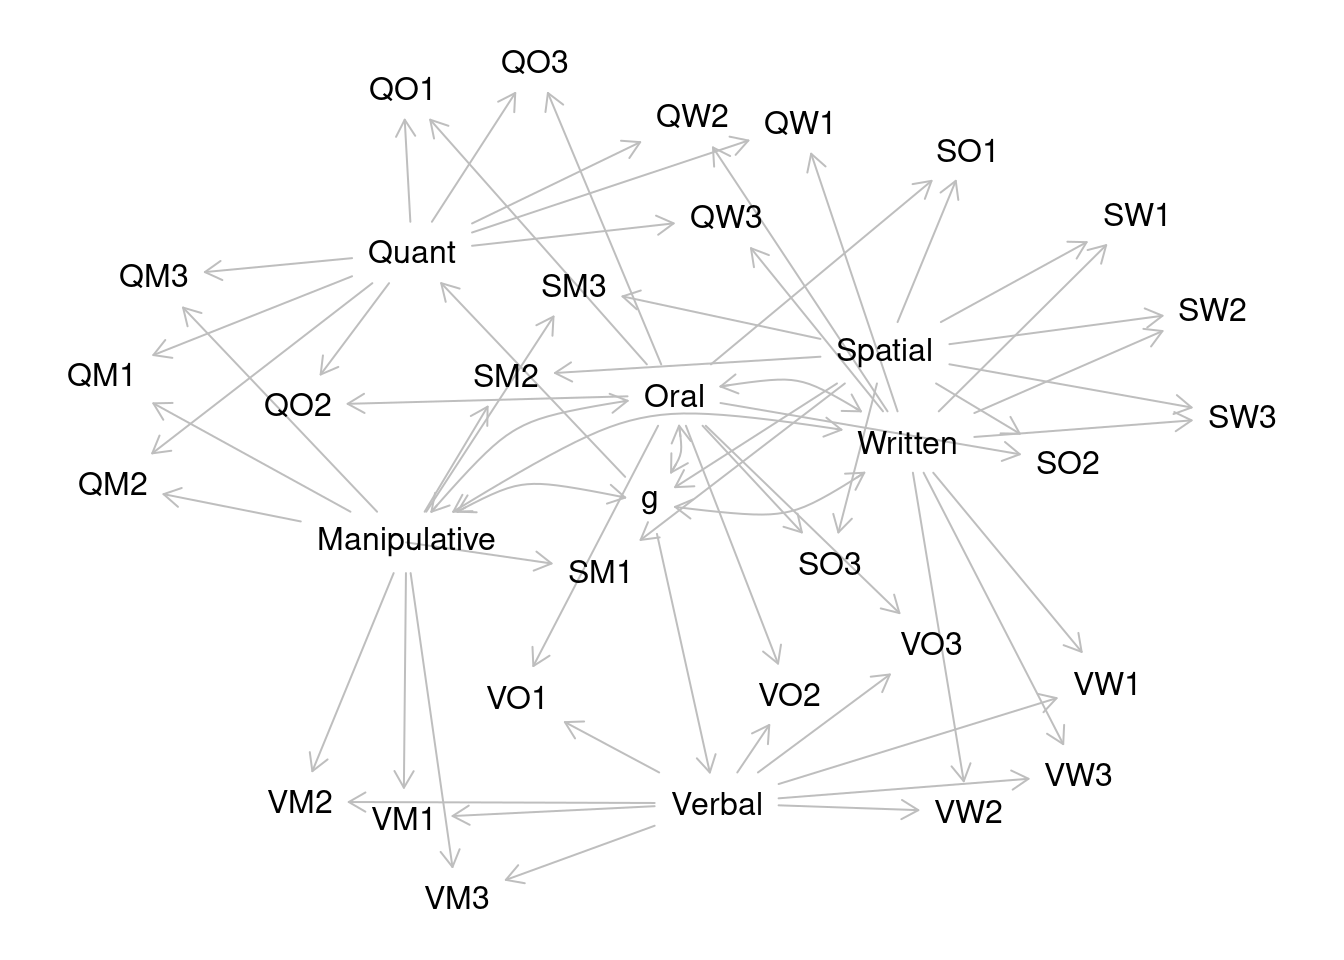 QO3
QO1
QW2
QW1
SO1
QW3
SW1
Quant
QM3
SM3
SW2
Spatial
QM1
SM2
Oral
QO2
SW3
Written
SO2
QM2
g
Manipulative
SO3
SM1
VO3
VW1
VO1
VO2
VW3
VM2
Verbal
VW2
VM1
VM3